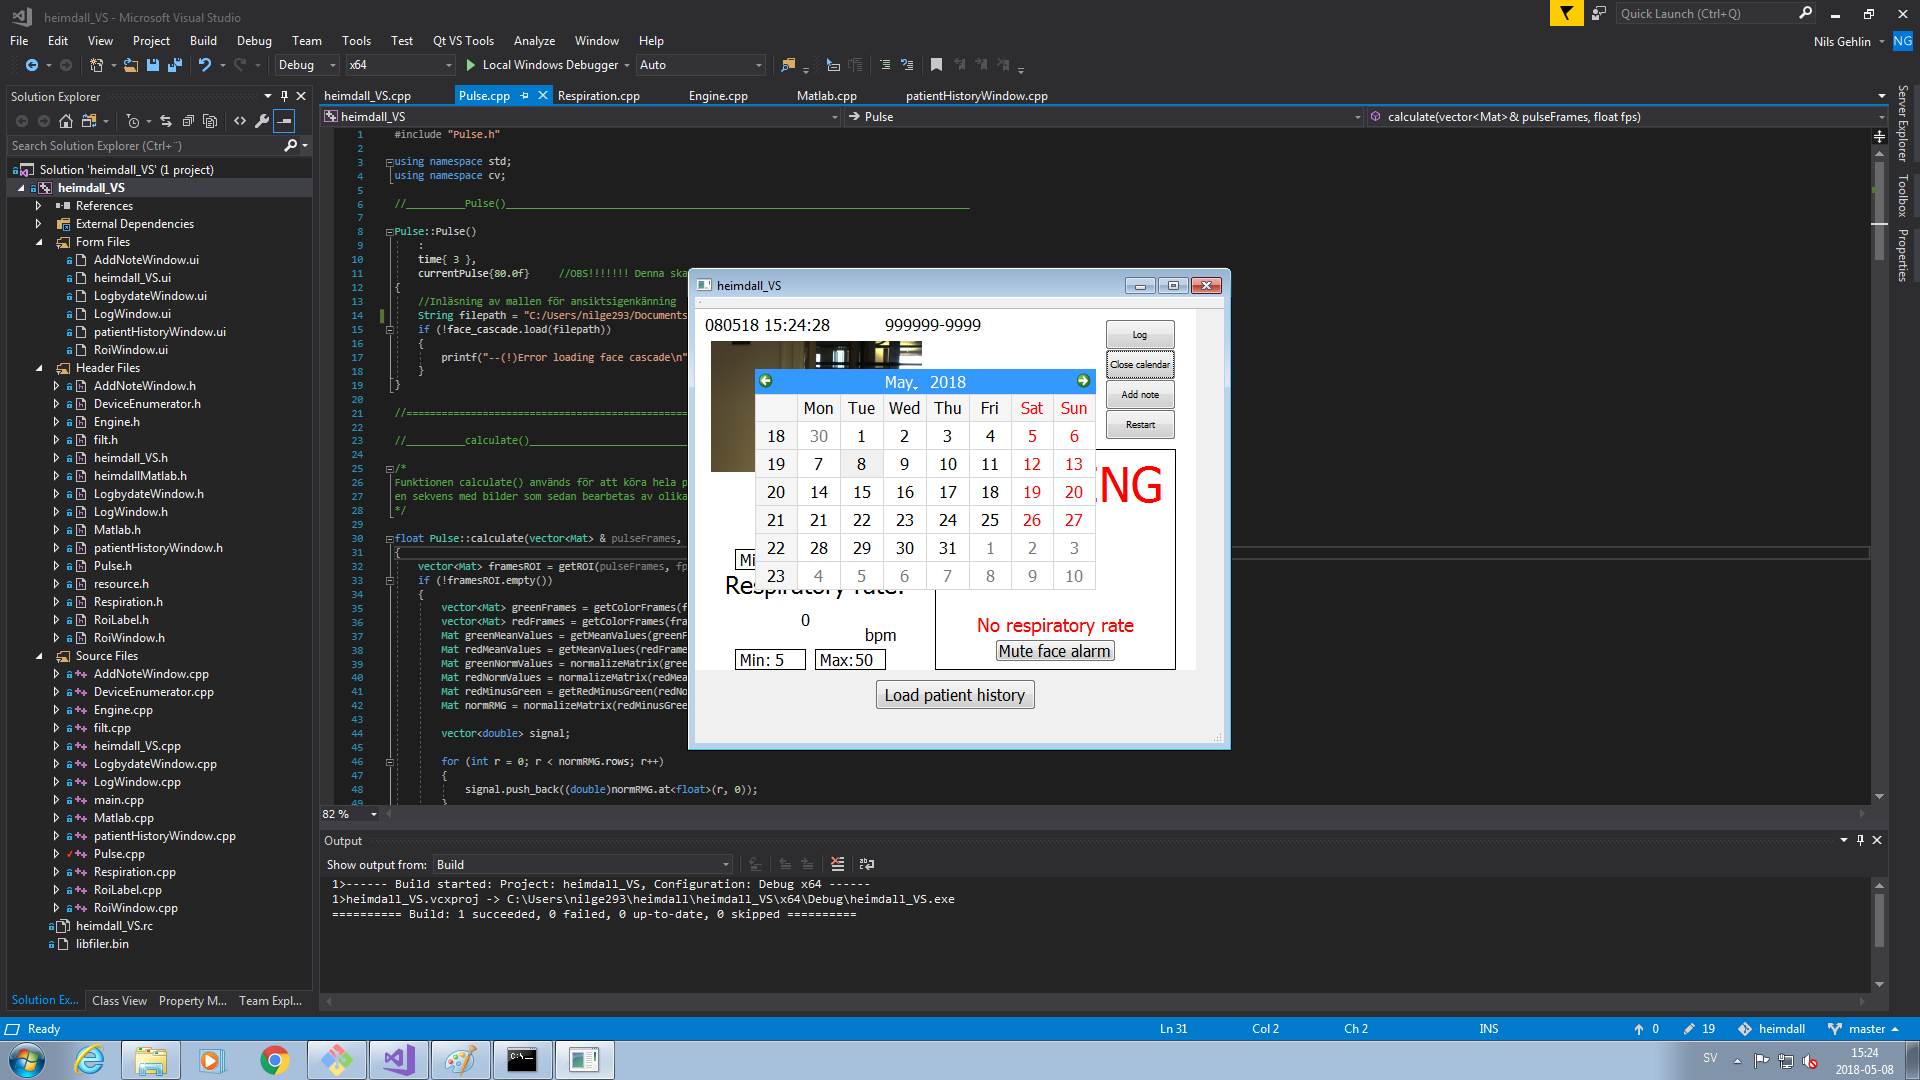 heimdall_VS - Microsoft Visual Studio
Quick Launch (Ctrl+Q)
File Edit View Project Build Debug Team Tools Test Qt VS Tools Analyze Window Help
Nils Gehlin NG
Debug x64 Local Windows Debugger Auto
Solution Explorer
Search Solution Explorer (Ctrl+¨)
Solution 'heimdall_VS' (1 project)
heimdall_VS
References
External Dependencies
Form Files
AddNoteWindow.ui
heimdall_VS.ui
LogbydateWindow.ui
LogWindow.ui
patientHistoryWindow.ui
RoiWindow.ui
Header Files
AddNoteWindow.h
DeviceEnumerator.h
Engine.h
filt.h
heimdall_VS.h
heimdallMatlab.h
LogbydateWindow.h
LogWindow.h
Matlab.h
patientHistoryWindow.h
Pulse.h
resource.h
Respiration.h
RoiLabel.h
RoiWindow.h
Source Files
AddNoteWindow.cpp
DeviceEnumerator.cpp
Engine.cpp
filt.cpp
heimdall_VS.cpp
LogbydateWindow.cpp
LogWindow.cpp
main.cpp
Matlab.cpp
patientHistoryWindow.cpp
Pulse.cpp
Respiration.cpp
RoiLabel.cpp
RoiWindow.cpp
heimdall_VS.rc
libfiler.bin
Solution Ex... Class View Property M... Team Expl...
heimdall_VS.cpp Pulse.cpp Respiration.cpp Engine.cpp Matlab.cpp patientHistoryWindow.cpp
heimdall_VS Pulse calculate(vector<Mat> & pulseFrames, float fps)
1 #include "Pulse.h"
2
3 using namespace std;
4 using namespace cv;
5
6 //__________Pulse()_______________________________________________________________________________
7
8 Pulse::Pulse()
9 :
10 time{ 3 },
11 currentPulse{80.0f} //OBS!!!!!!! Denna ska
12 {
13 //Inläsning av mallen för ansiktsigenkänning
14 String filepath = "C:/Users/nilge293/Documents
15 if (!face_cascade.load(filepath))
16 {
17 printf("--(!)Error loading face cascade\n"
18 }
19 }
20
21 //================================================
22
23 //__________calculate()___________________________
24
25 /*
26 Funktionen calculate() används för att köra hela p
27 en sekvens med bilder som sedan bearbetas av olika
28 */
29
30 float Pulse::calculate(vector<Mat> & pulseFrames,
31 {
32 vector<Mat> framesROI = getROI(pulseFrames, fp
33 if (!framesROI.empty())
34 {
35 vector<Mat> greenFrames = getColorFrames(f
36 vector<Mat> redFrames = getColorFrames(fra
37 Mat greenMeanValues = getMeanValues(greenF
38 Mat redMeanValues = getMeanValues(redFrame
39 Mat greenNormValues = normalizeMatrix(gree
40 Mat redNormValues = normalizeMatrix(redMea
41 Mat redMinusGreen = getRedMinusGreen(redNo
42 Mat normRMG = normalizeMatrix(redMinusGree
43
44 vector<double> signal;
45
46 for (int r = 0; r < normRMG.rows; r++)
47 {
48 signal.push_back((double)normRMG.at<float>(r, 0));
49 }
82 %
heimdall_VS
080518 15:24:28 999999-9999
Log
Close calendar
Add note
Restart
May, 2018
Mon Tue Wed Thu Fri Sat Sun
18 30 1 2 3 4 5 6
19 7 8 9 10 11 12 13
20 14 15 16 17 18 19 20
21 21 22 23 24 25 26 27
22 28 29 30 31 1 2 3
23 4 5 6 7 8 9 10
NG
Mi
Respiratory rate:
0
bpm
Min: 5 Max:50
No respiratory rate
Mute face alarm
Load patient history
Server Explorer
Toolbox
Properties
Output
Show output from: Build
1>------ Build started: Project: heimdall_VS, Configuration: Debug x64 ------
1>heimdall_VS.vcxproj -> C:\Users\nilge293\heimdall\heimdall_VS\x64\Debug\heimdall_VS.exe
========== Build: 1 succeeded, 0 failed, 0 up-to-date, 0 skipped ==========
Ready Ln 31 Col 2 Ch 2 INS 0 19 heimdall master
SV 15:24
2018-05-08